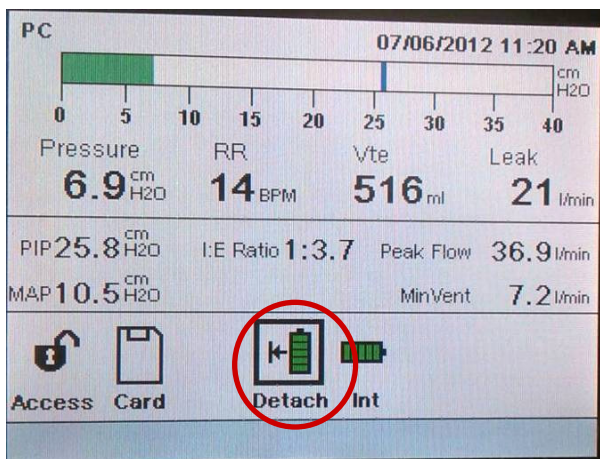 PC
07/06/2012 11:20 AM
cm
H2O
0 5 10 15 20 25 30 35 40
Pressure RR Vte Leak
6.9 cm H2O 14 BPM 516 ml 21 l/min
PIP 25.8 cm H2O I:E Ratio 1:3.7 Peak Flow 36.9 l/min
MAP 10.5 cm H2O MinVent 7.2 l/min
Access Card Detach Int